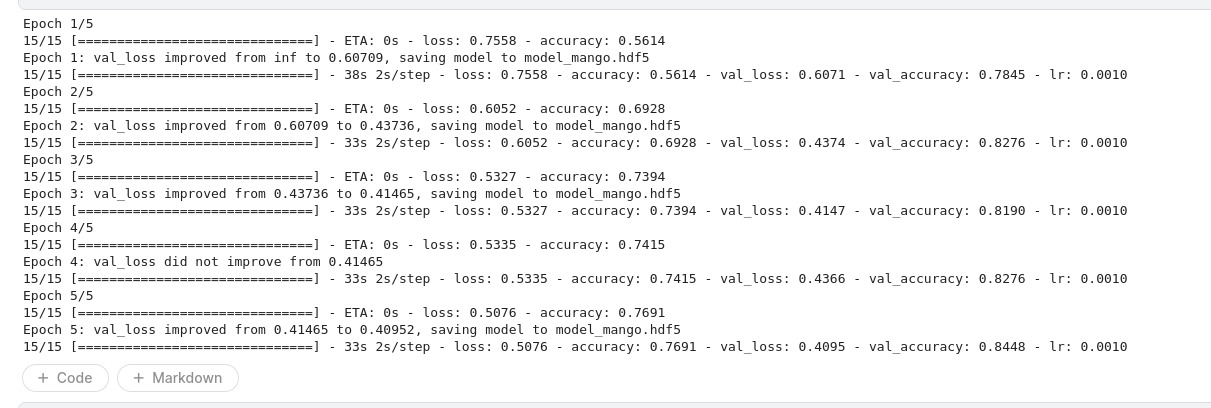 Epoch 1/5
15/15 [==============================] - ETA: 0s - loss: 0.7558 - accuracy: 0.5614
Epoch 1: val_loss improved from inf to 0.60709, saving model to model_mango.hdf5
15/15 [==============================] - 38s 2s/step - loss: 0.7558 - accuracy: 0.5614 - val_loss: 0.6071 - val_accuracy: 0.7845 - lr: 0.0010
Epoch 2/5
15/15 [==============================] - ETA: 0s - loss: 0.6052 - accuracy: 0.6928
Epoch 2: val_loss improved from 0.60709 to 0.43736, saving model to model_mango.hdf5
15/15 [==============================] - 33s 2s/step - loss: 0.6052 - accuracy: 0.6928 - val_loss: 0.4374 - val_accuracy: 0.8276 - lr: 0.0010
Epoch 3/5
15/15 [==============================] - ETA: 0s - loss: 0.5327 - accuracy: 0.7394
Epoch 3: val_loss improved from 0.43736 to 0.41465, saving model to model_mango.hdf5
15/15 [==============================] - 33s 2s/step - loss: 0.5327 - accuracy: 0.7394 - val_loss: 0.4147 - val_accuracy: 0.8190 - lr: 0.0010
Epoch 4/5
15/15 [==============================] - ETA: 0s - loss: 0.5335 - accuracy: 0.7415
Epoch 4: val_loss did not improve from 0.41465
15/15 [==============================] - 33s 2s/step - loss: 0.5335 - accuracy: 0.7415 - val_loss: 0.4366 - val_accuracy: 0.8276 - lr: 0.0010
Epoch 5/5
15/15 [==============================] - ETA: 0s - loss: 0.5076 - accuracy: 0.7691
Epoch 5: val_loss improved from 0.41465 to 0.40952, saving model to model_mango.hdf5
15/15 [==============================] - 33s 2s/step - loss: 0.5076 - accuracy: 0.7691 - val_loss: 0.4095 - val_accuracy: 0.8448 - lr: 0.0010
+ Code + Markdown